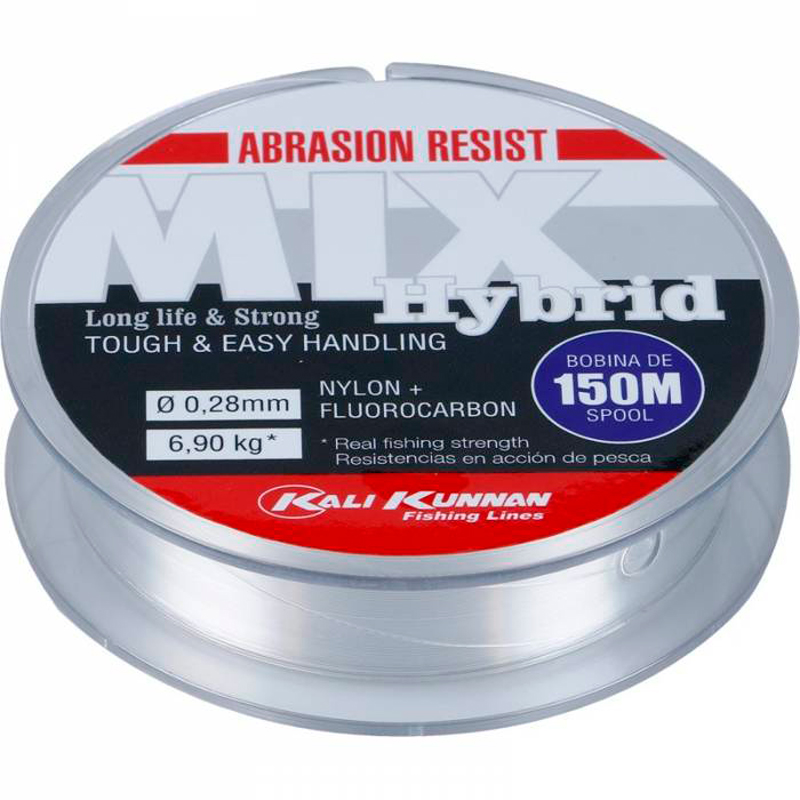 ABRASION RESIST
MIX
Hybrid
Long life & Strong
TOUGH & EASY HANDLING
Ø 0,28mm
6,90 kg*
NYLON +
FLUOROCARBON
* Real fishing strength
Resistencias en acción de pesca
BOBINA DE
150M
SPOOL
KALI KUNNAN
Fishing Lines